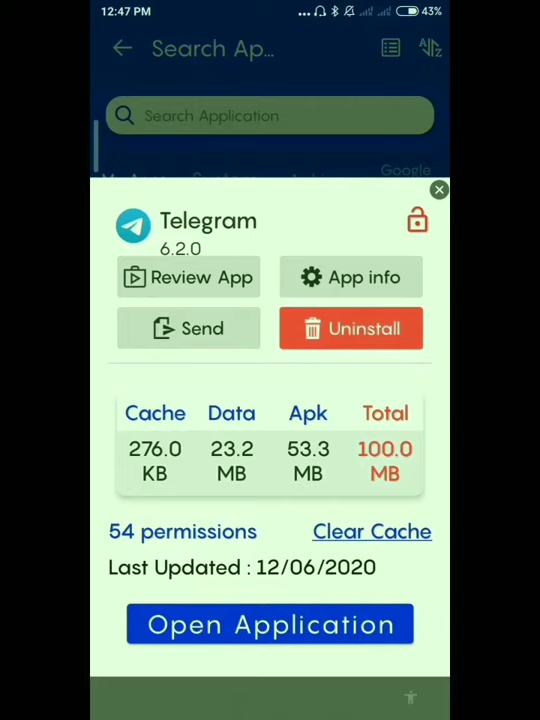 12:47 PM
43%
Search Ap...
Search Application
Google
Telegram
6.2.0
Review App
App info
Send
Uninstall
Cache Data Apk Total
276.0 KB 23.2 MB 53.3 MB 100.0 MB
54 permissions
Clear Cache
Last Updated : 12/06/2020
Open Application